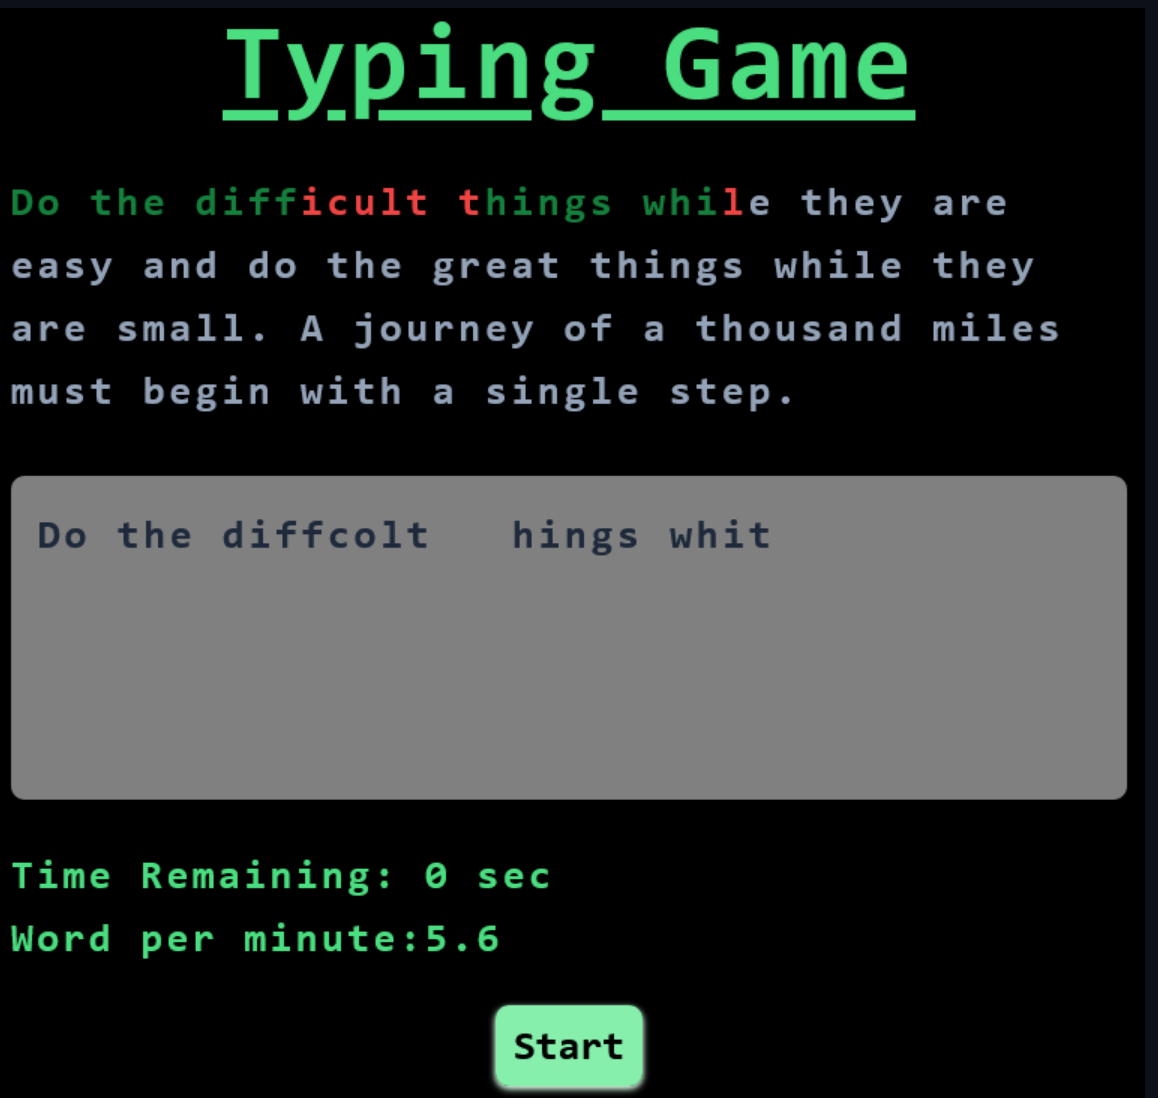 Typing Game
Do the difficult things while they are
easy and do the great things while they
are small. A journey of a thousand miles
must begin with a single step.
Do the diffcolt   hings whit
Time Remaining: 0 sec
Word per minute:5.6
Start